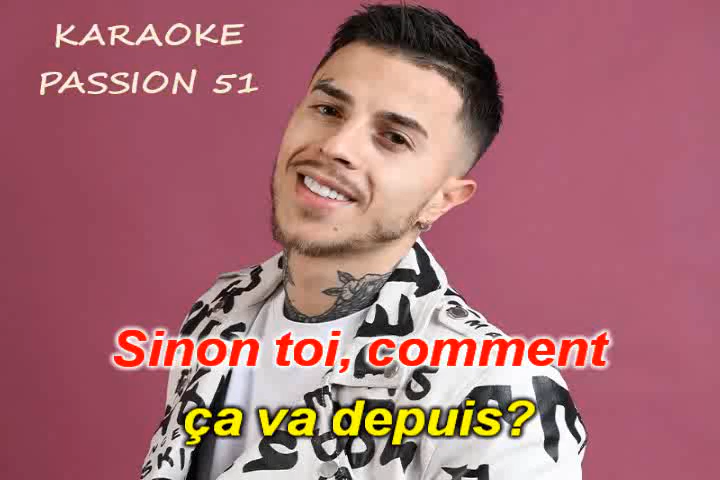 KARAOKE
PASSION 51
Sinon toi, comment
ça va depuis?